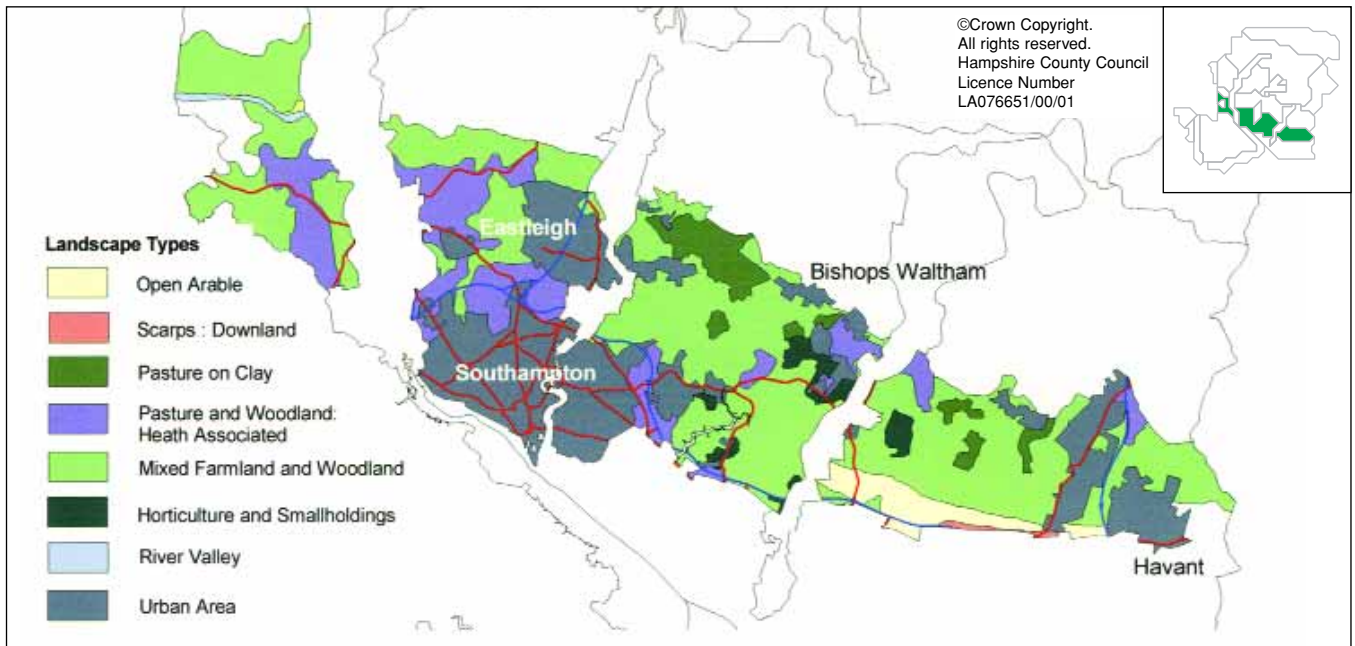 ©Crown Copyright.
All rights reserved.
Hampshire County Council
Licence Number
LA076651/00/01
Eastleigh
Landscape Types
Open Arable
Bishops Waltham
Scarps : Downland
Pasture on Clay
Southampton
Pasture and Woodland:
Heath Associated
Mixed Farmland and Woodland
Horticulture and Smallholdings
River Valley
Havant
Urban Area